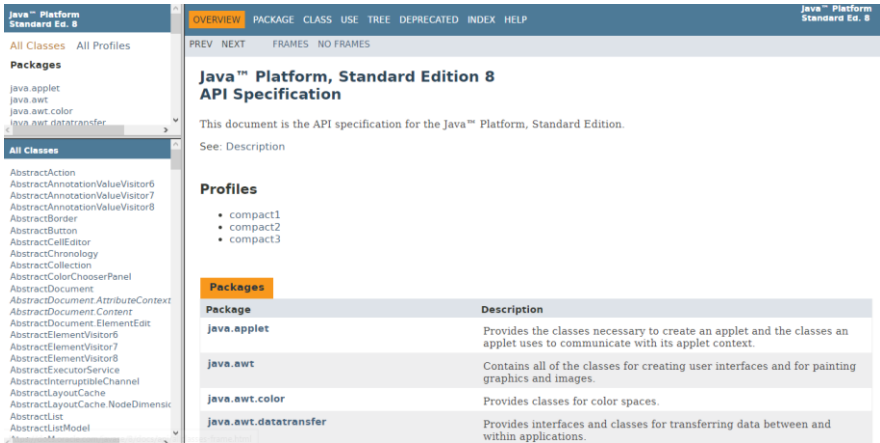 Java™ Platform
Standard Ed. 8
All Classes All Profiles
Packages
java.applet
java.awt
java.awt.color
java.awt.datatransfer
All Classes
AbstractAction
AbstractAnnotationValueVisitor6
AbstractAnnotationValueVisitor7
AbstractAnnotationValueVisitor8
AbstractBorder
AbstractButton
AbstractCellEditor
AbstractChronology
AbstractCollection
AbstractColorChooserPanel
AbstractDocument
AbstractDocument.AttributeContext
AbstractDocument.Content
AbstractDocument.ElementEdit
AbstractElementVisitor6
AbstractElementVisitor7
AbstractElementVisitor8
AbstractExecutorService
AbstractInterruptibleChannel
AbstractLayoutCache
AbstractLayoutCache.NodeDimensio
AbstractList
AbstractListModel
OVERVIEW PACKAGE CLASS USE TREE DEPRECATED INDEX HELP
Java™ Platform
Standard Ed. 8
PREV NEXT FRAMES NO FRAMES
Java™ Platform, Standard Edition 8
API Specification
This document is the API specification for the Java™ Platform, Standard Edition.
See: Description
Profiles
• compact1
• compact2
• compact3
Packages
Package Description
java.applet Provides the classes necessary to create an applet and the classes an
applet uses to communicate with its applet context.
java.awt Contains all of the classes for creating user interfaces and for painting
graphics and images.
java.awt.color Provides classes for color spaces.
java.awt.datatransfer Provides interfaces and classes for transferring data between and
within applications.